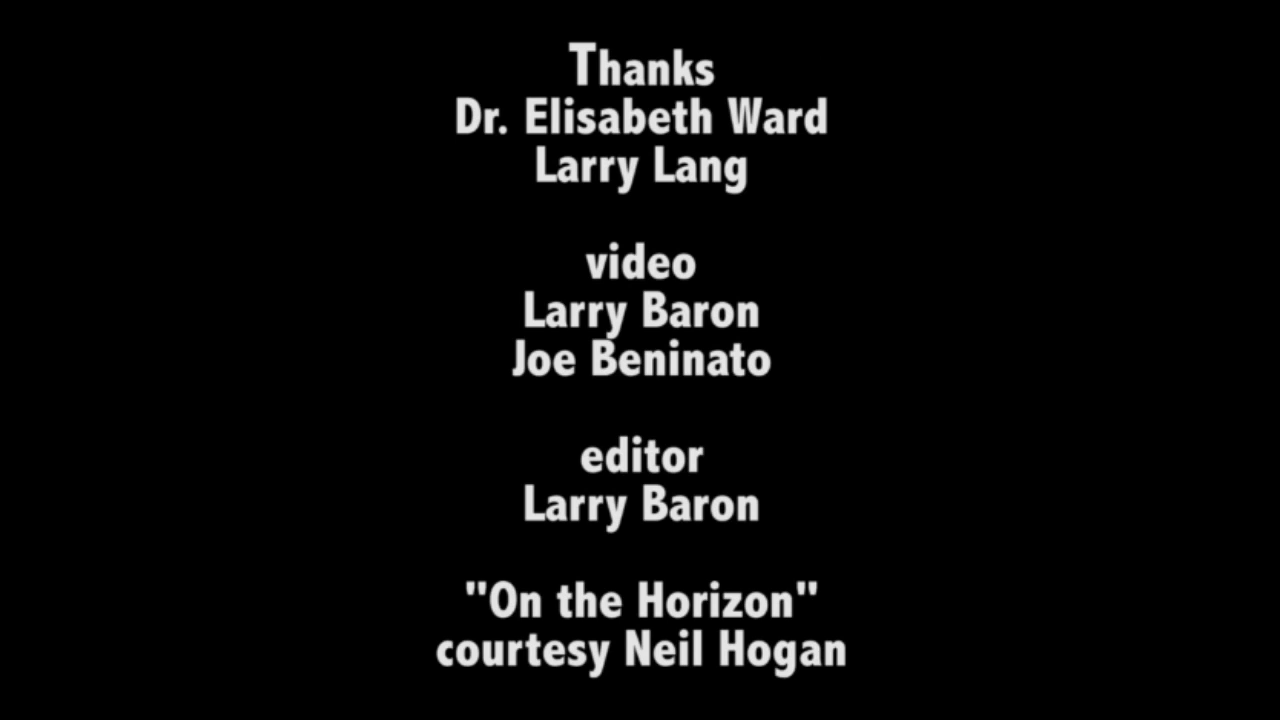 Thanks
Dr. Elisabeth Ward
Larry Lang
video
Larry Baron
Joe Beninato
editor
Larry Baron
"On the Horizon"
courtesy Neil Hogan